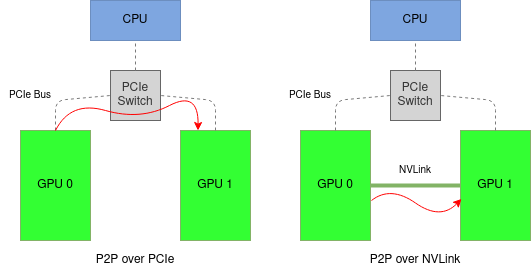 CPU
PCIe
Switch
PCIe Bus
GPU 0
GPU 1
P2P over PCIe
CPU
PCIe
Switch
PCIe Bus
NVLink
GPU 0
GPU 1
P2P over NVLink